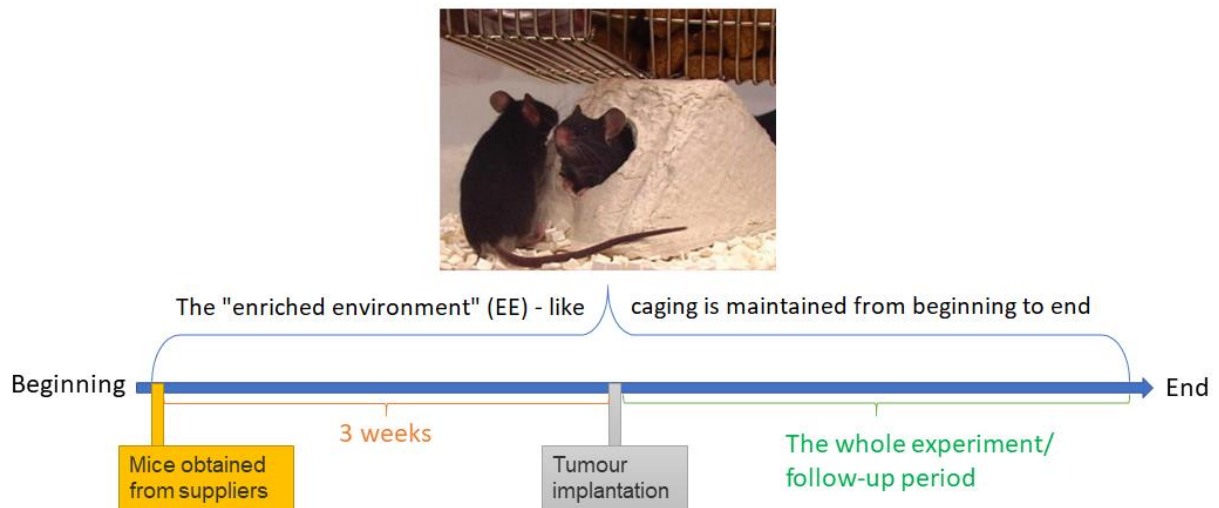 The "enriched environment" (EE) - like caging is maintained from beginning to end
Beginning
End
3 weeks
Mice obtained
from suppliers
Tumour
implantation
The whole experiment/
follow-up period